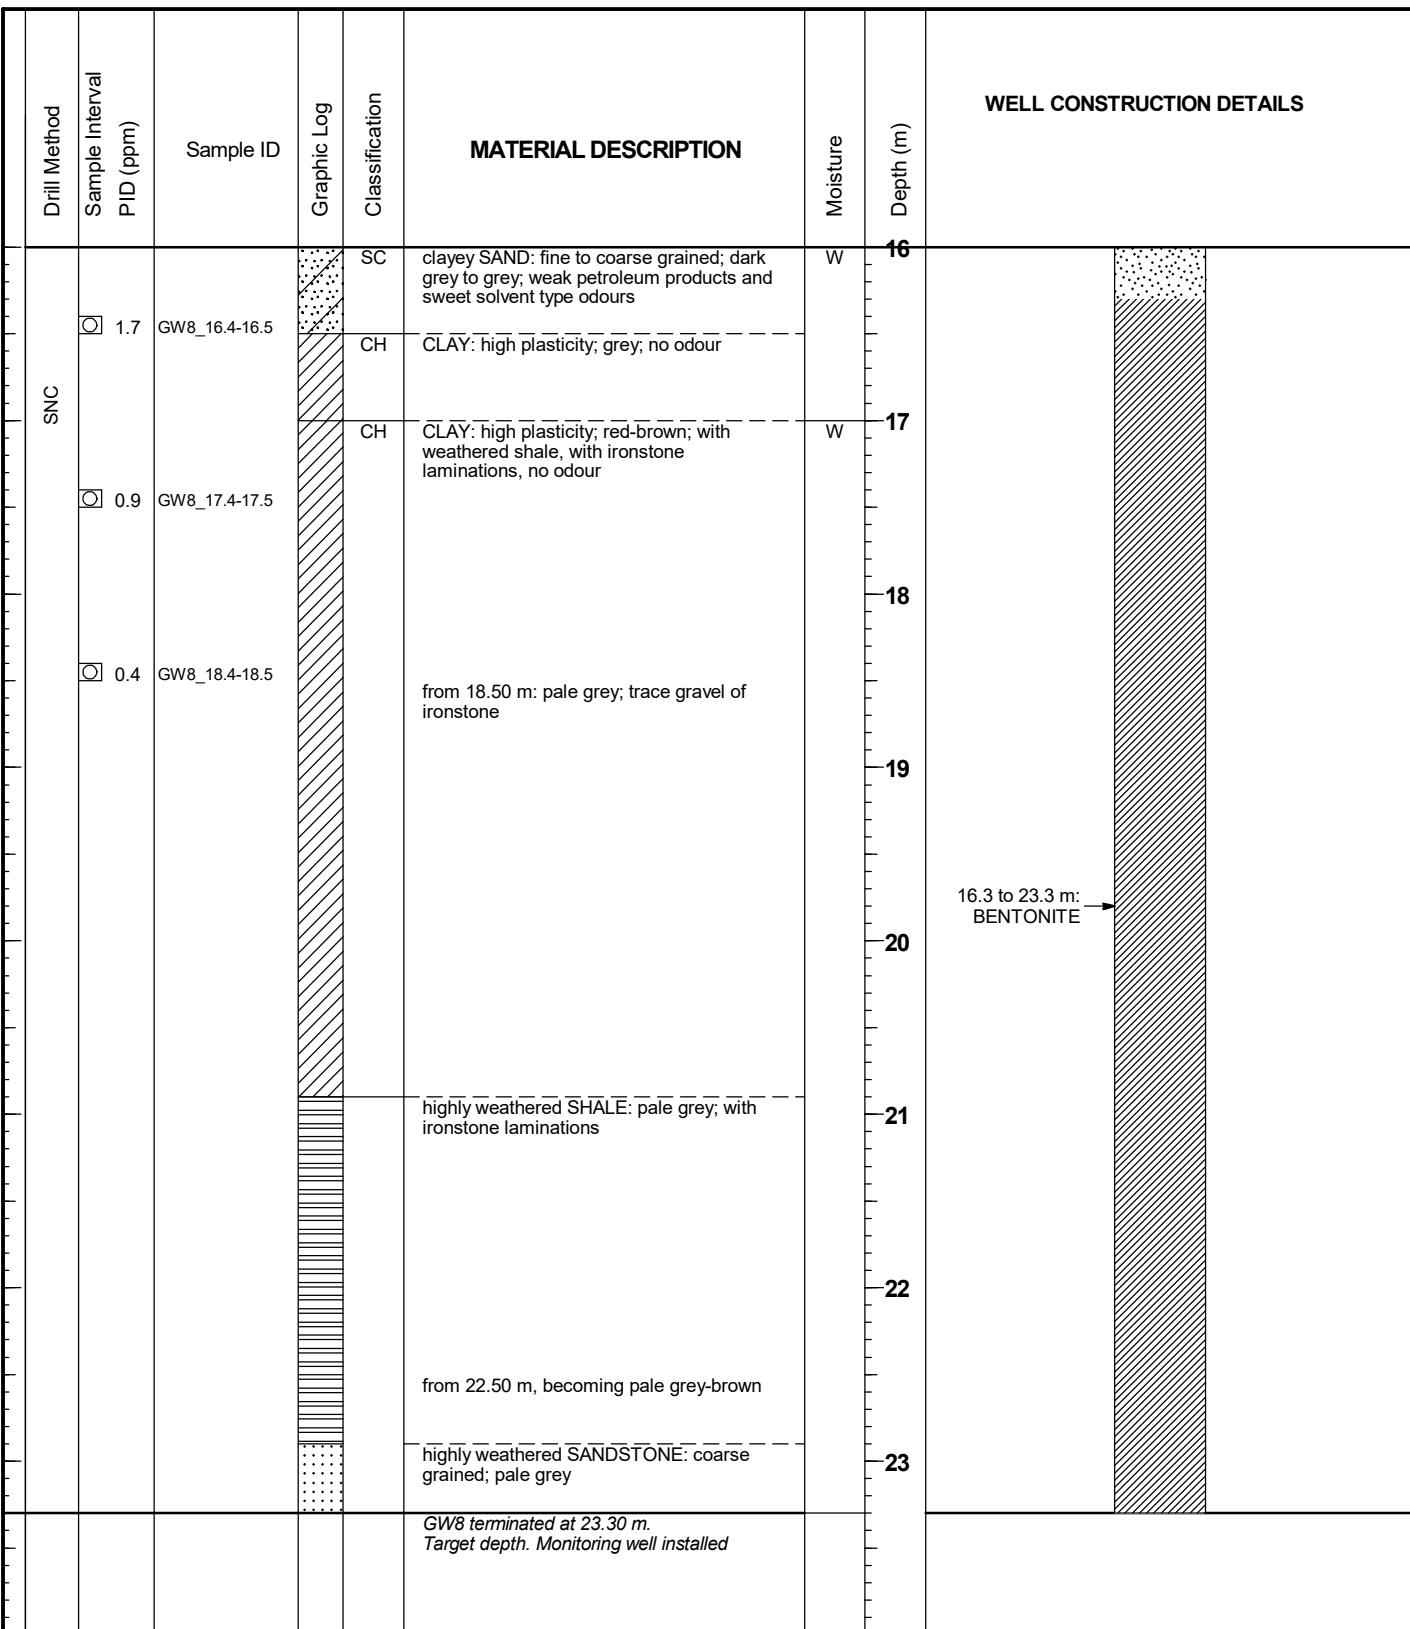 Drill Method
Sample Interval
PID (ppm)
Sample ID
Graphic Log
Classification
MATERIAL DESCRIPTION
Moisture
Depth (m)
WELL CONSTRUCTION DETAILS
16
SC
clayey SAND: fine to coarse grained; dark
grey to grey; weak petroleum products and
sweet solvent type odours
W
1.7
GW8_16.4-16.5
CH
CLAY: high plasticity; grey; no odour
SNC
17
CH
CLAY: high plasticity; red-brown; with
weathered shale, with ironstone
laminations, no odour
W
0.9
GW8_17.4-17.5
18
0.4
GW8_18.4-18.5
from 18.50 m: pale grey; trace gravel of
ironstone
19
16.3 to 23.3 m:
BENTONITE
20
highly weathered SHALE: pale grey; with
ironstone laminations
21
22
from 22.50 m, becoming pale grey-brown
highly weathered SANDSTONE: coarse
grained; pale grey
23
GW8 terminated at 23.30 m.
Target depth. Monitoring well installed